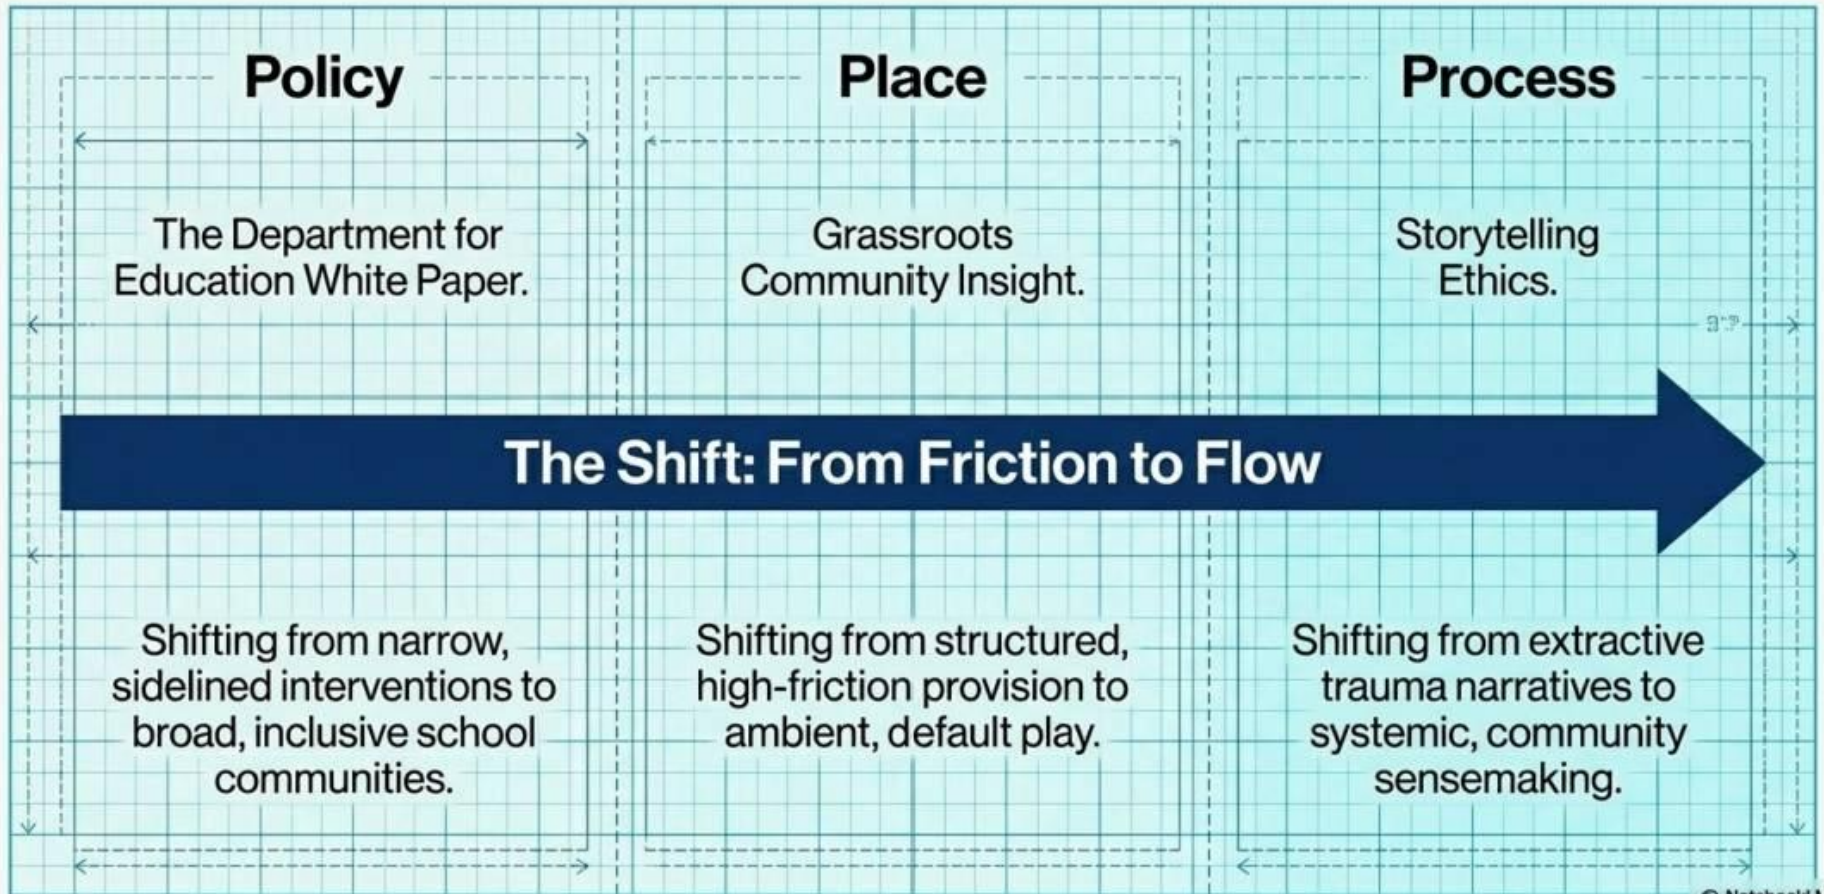 Policy
Place
Process
The Department for
Education White Paper.
Grassroots
Community Insight.
Storytelling
Ethics.
The Shift: From Friction to Flow
Shifting from narrow,
sidelined interventions to
broad, inclusive school
communities.
Shifting from structured,
high-friction provision to
ambient, default play.
Shifting from extractive
trauma narratives to
systemic, community
sensemaking.